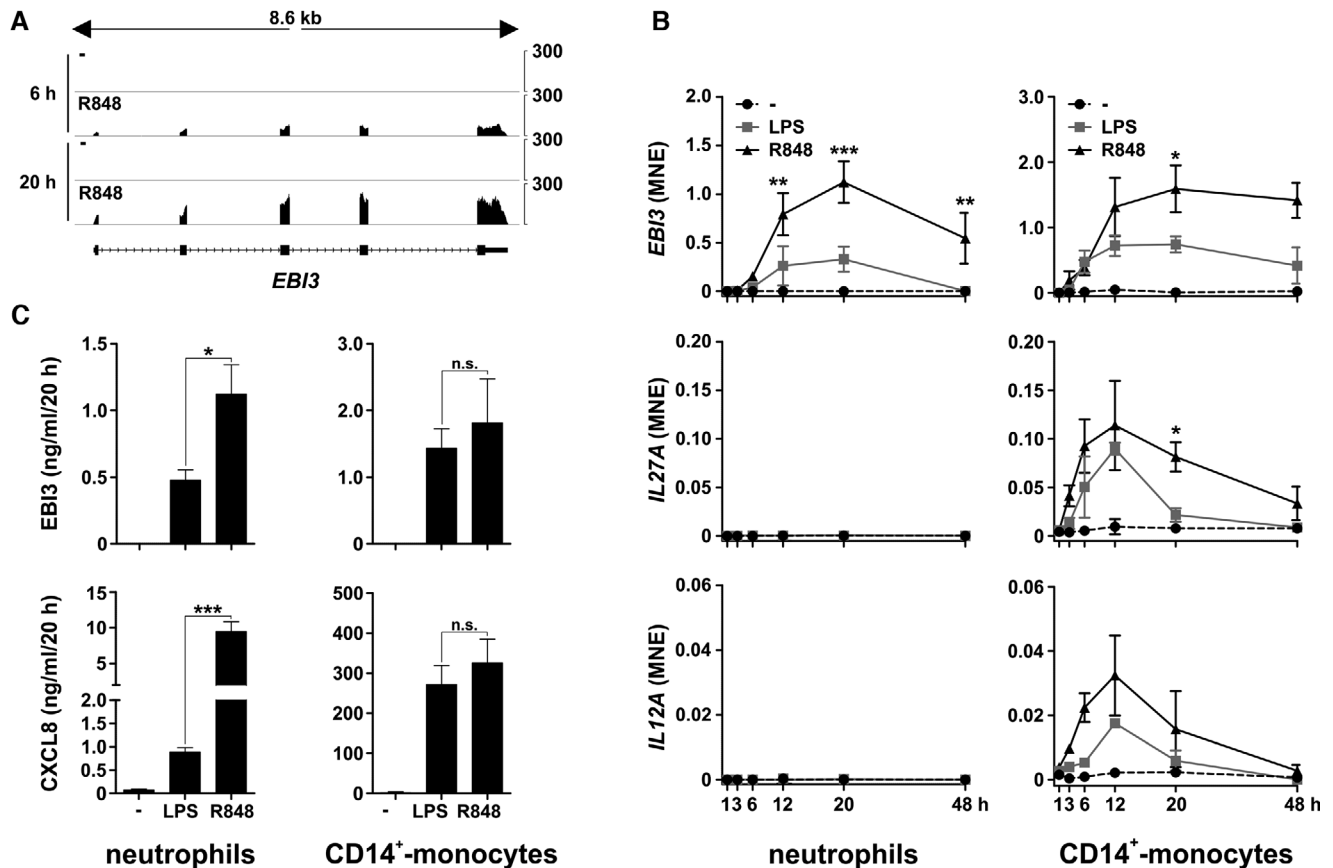 A
8.6 kb
-
300
6 h
R848
300
-
300
20 h
R848
300
EBI3
B
EBI3 (MNE)
2.0
1.5
1.0
0.5
0
-
LPS
R848
**
***
**
3.0
2.0
1.0
0
*
IL27A (MNE)
0.20
0.15
0.10
0.05
0
0.20
0.15
0.10
0.05
0
*
IL12A (MNE)
0.06
0.04
0.02
0
0.06
0.04
0.02
0
1 3 6 12 20 48 h
1 3 6 12 20 48 h
neutrophils
CD14+-monocytes
C
EBI3 (ng/ml/20 h)
1.5
1.0
0.5
0
*
3.0
2.0
1.0
0
n.s.
CXCL8 (ng/ml/20 h)
15
10
5
2.0
1.5
1.0
0.5
0
***
500
400
300
200
100
0
n.s.
- LPS R848
- LPS R848
neutrophils
CD14+-monocytes